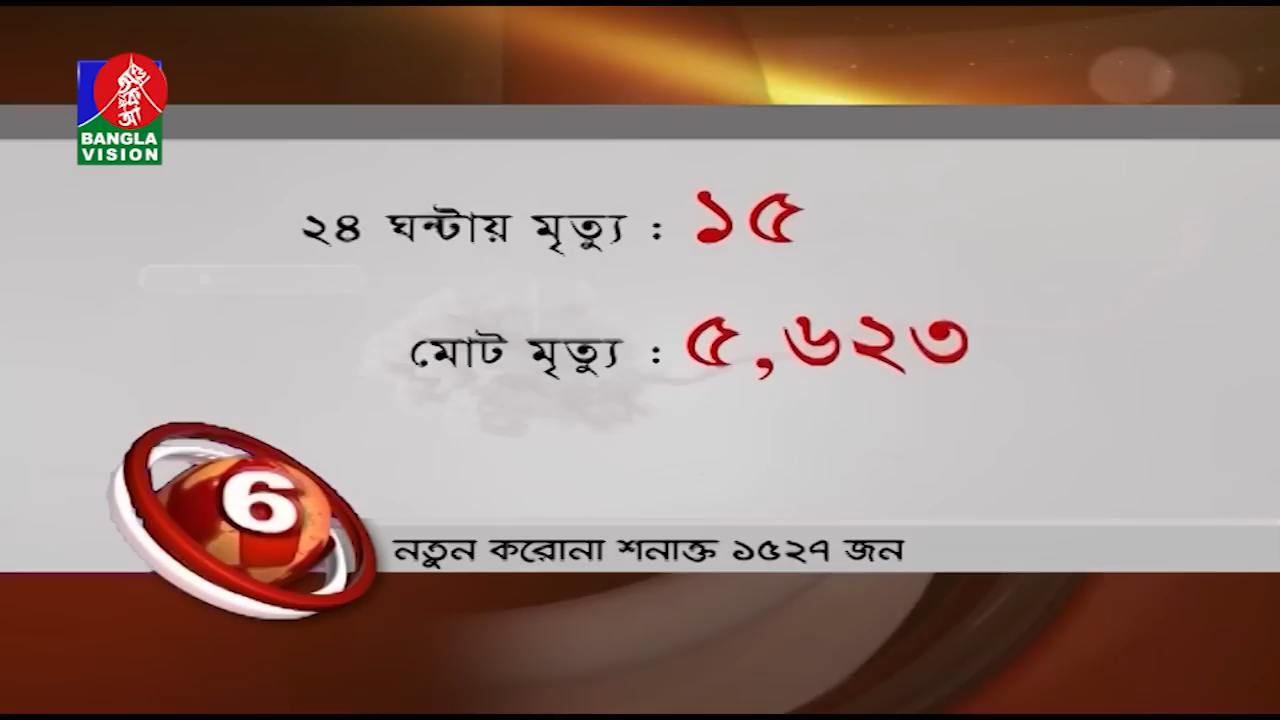 BANGLA
VISION
২৪ ঘন্টায় মৃত্যু : ১৫
মোট মৃত্যু : ৫,৬২৩
6
নতুন করোনা শনাক্ত ১৫২৭ জন